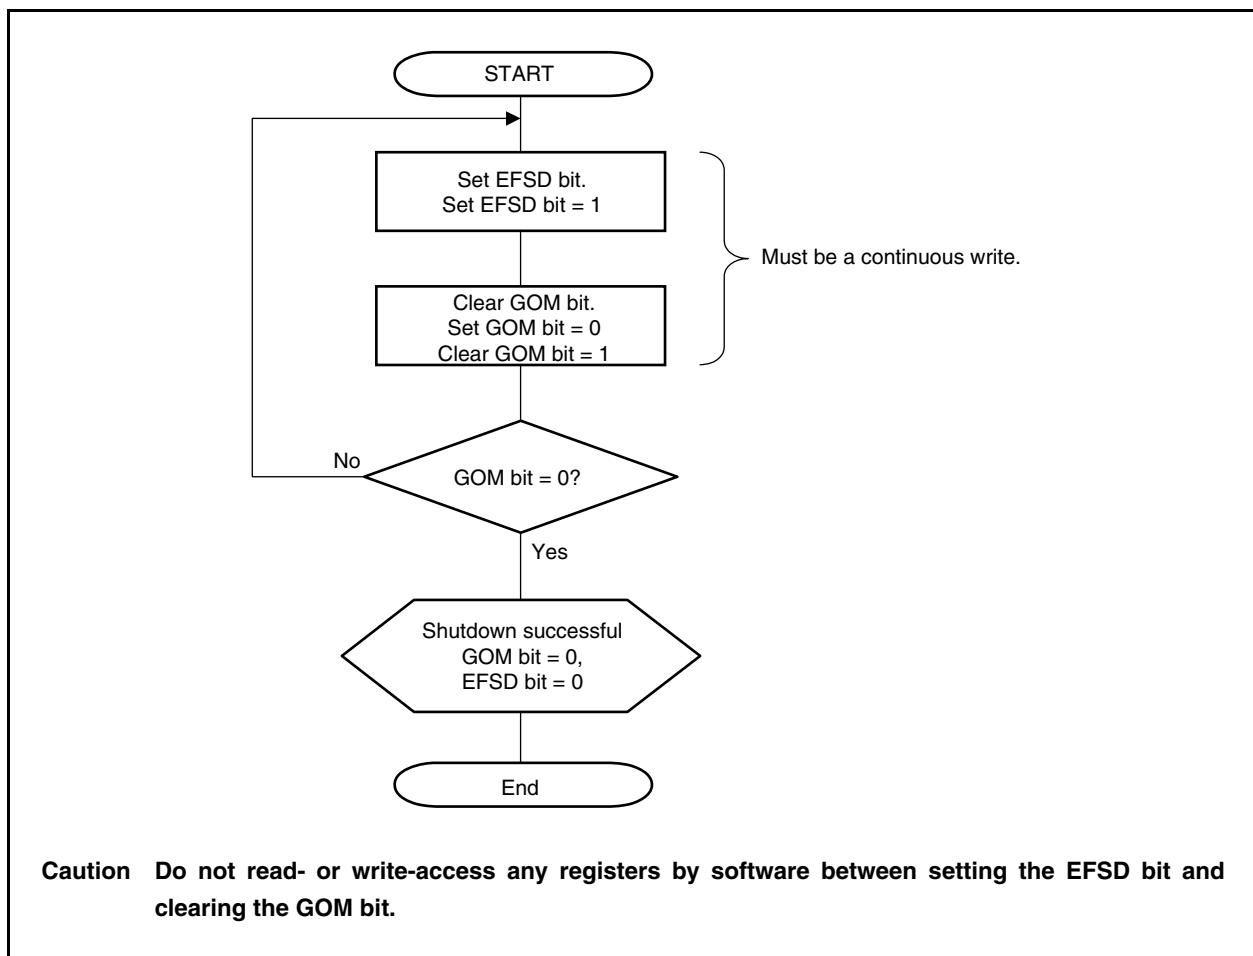 START
Set EFSD bit.
Set EFSD bit = 1
Must be a continuous write.
Clear GOM bit.
Set GOM bit = 0
Clear GOM bit = 1
No
GOM bit = 0?
Yes
Shutdown successful
GOM bit = 0,
EFSD bit = 0
End
Caution Do not read- or write-access any registers by software between setting the EFSD bit and
clearing the GOM bit.